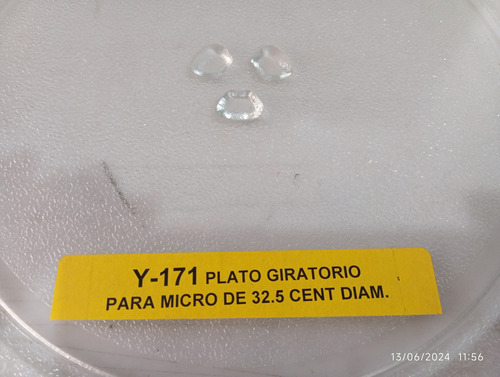 Y-171 PLATO GIRATORIO
PARA MICRO DE 32.5 CENT DIAM.
13/06/2024 11:56